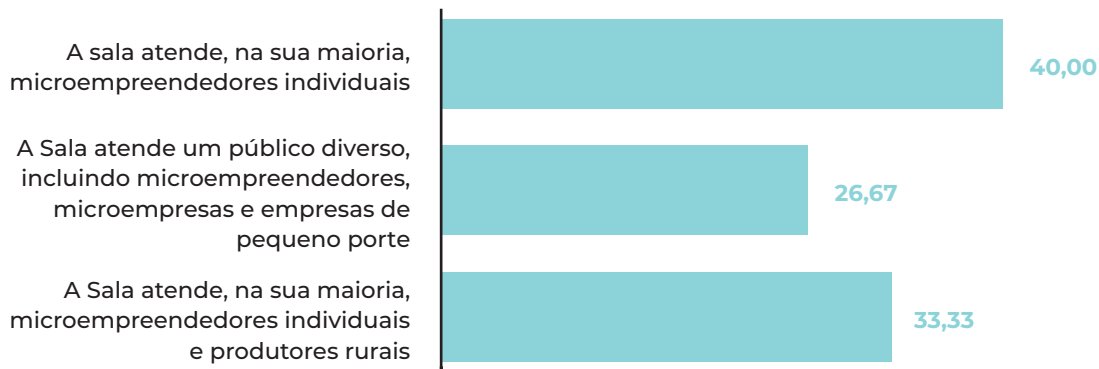 A sala atende, na sua maioria,
microempreendedores individuais
40,00
A Sala atende um público diverso,
incluindo microempreendedores,
microempresas e empresas de
pequeno porte
26,67
A Sala atende, na sua maioria,
microempreendedores individuais
e produtores rurais
33,33